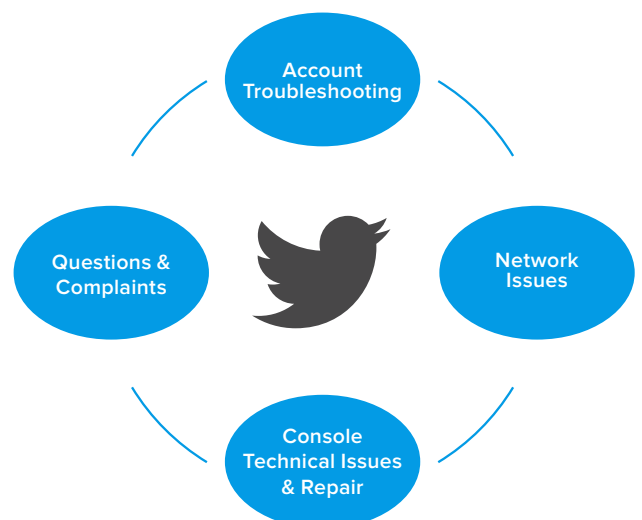 Account
Troubleshooting
Questions &
Complaints
Network
Issues
Console
Technical Issues
& Repair